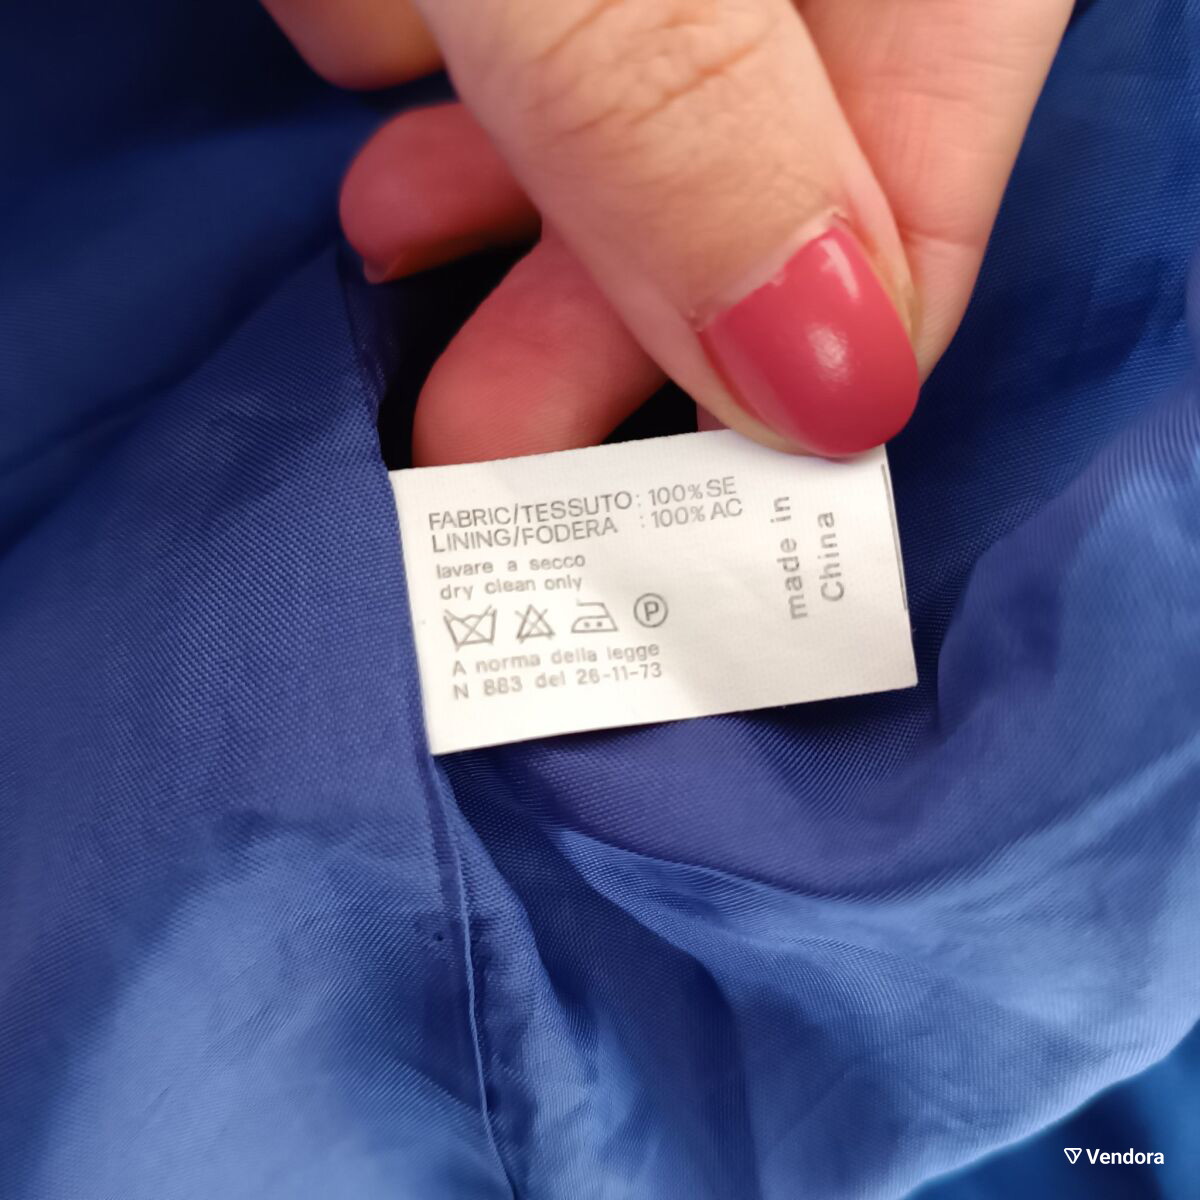 FABRIC/TESSUTO: 100%SE
LINING/FODERA : 100%AC
lavare a secco
dry clean only
P
A norma della legge
N 883 del 26-11-73
made in
China
Vendora